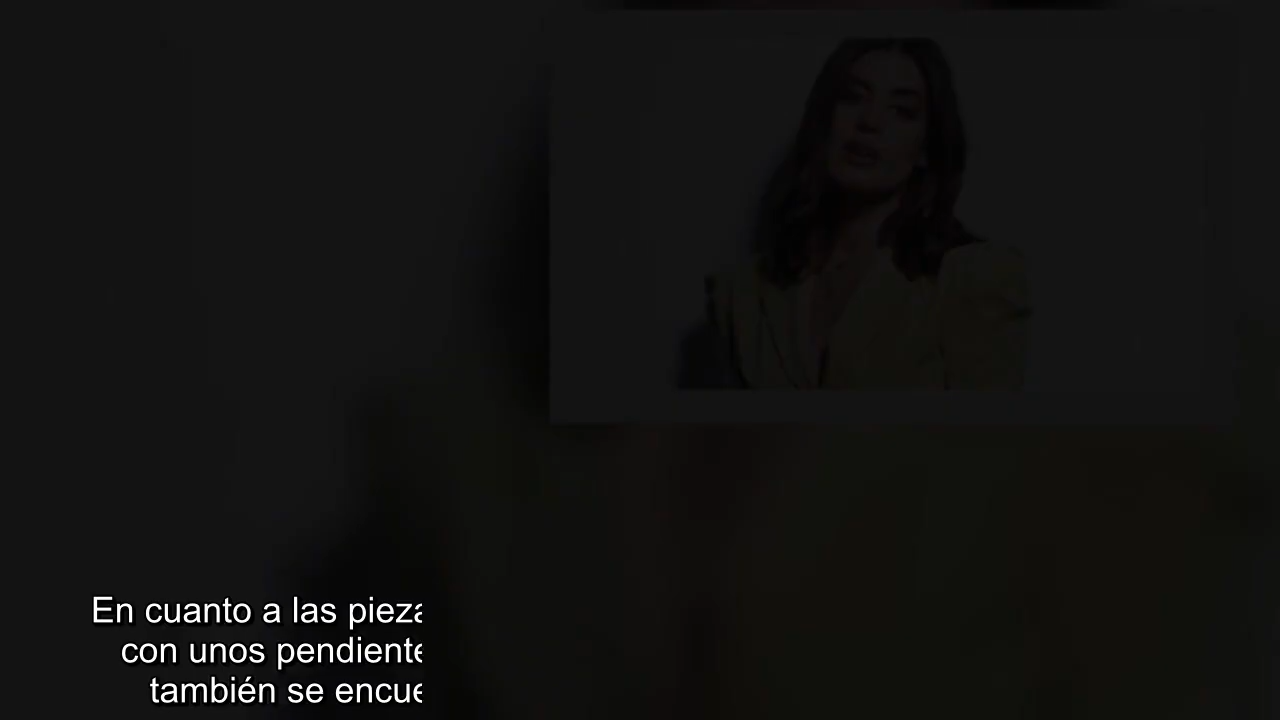 En cuanto a las pieza
con unos pendiente
también se encue